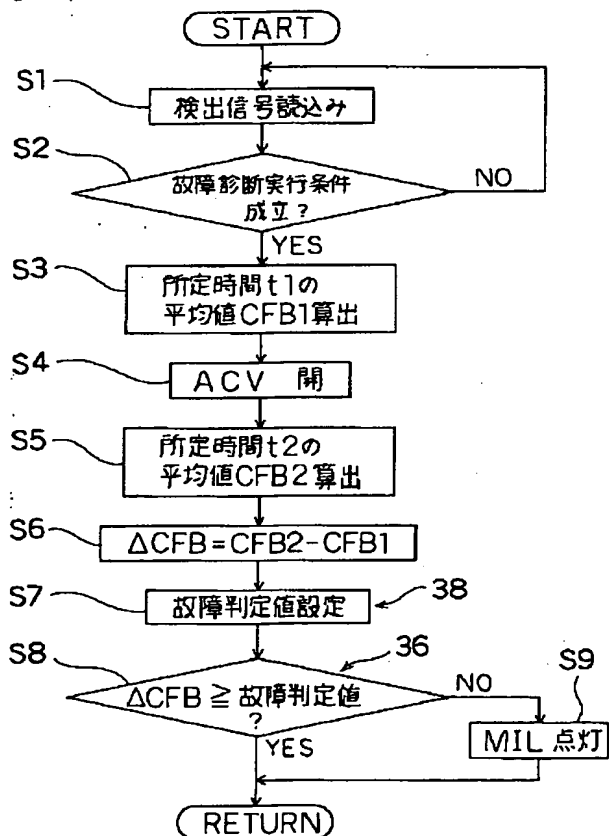 START
S1
検出信号読込み
S2
故障診断実行条件
成立?
NO
YES
S3
所定時間t1の
平均値CFB1算出
S4
ACV 開
S5
所定時間t2の
平均値CFB2算出
S6
ΔCFB=CFB2-CFB1
S7
故障判定値設定
38
S8
36
ΔCFB≧故障判定値
?
NO
S9
YES
MIL点灯
RETURN